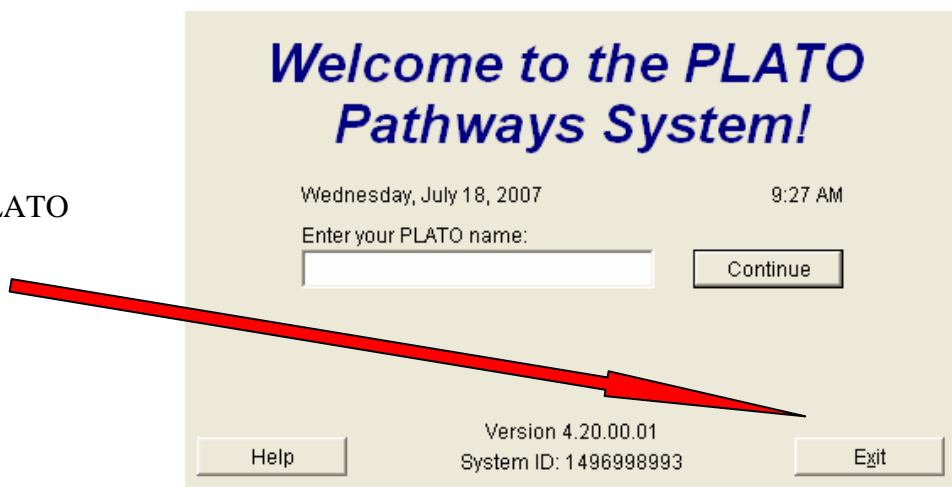 Welcome to the PLATO
Pathways System!
Wednesday, July 18, 2007 9:27 AM
LATO
Enter your PLATO name:
Continue
Version 4.20.00.01
Help
System ID: 1496998993
Exit